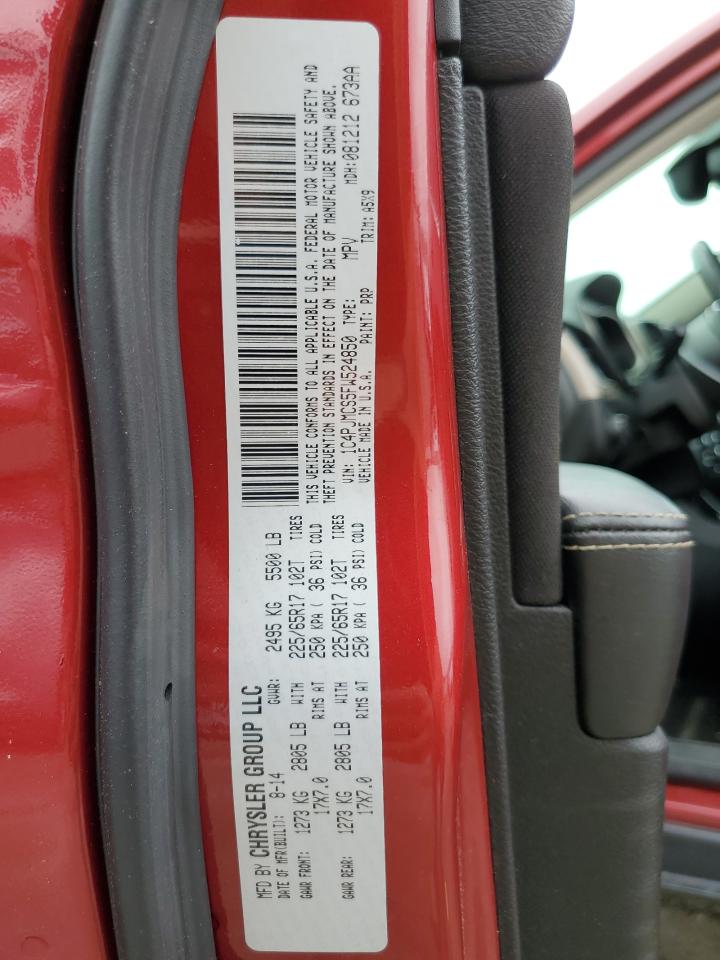 MFD BY CHRYSLER GROUP LLC
DATE OF MFR(BUILT): 8-14 GVWR: 2495 KG 5500 LB
GAWR FRONT: 1273 KG 2805 LB WITH 225/65R17 102T TIRES
17X7.0 RIMS AT 250 KPA ( 36 PSI) COLD
GAWR REAR: 1273 KG 2805 LB WITH 225/65R17 102T TIRES
17X7.0 RIMS AT 250 KPA ( 36 PSI) COLD
THIS VEHICLE CONFORMS TO ALL APPLICABLE U.S.A. FEDERAL MOTOR VEHICLE SAFETY AND
THEFT PREVENTION STANDARDS IN EFFECT ON THE DATE OF MANUFACTURE SHOWN ABOVE.
VIN: 1C4PJMCS5FW524850 TYPE: MPV MDH:081212 673AA
VEHICLE MADE IN U.S.A. PAINT: PRP TRIM: A5X9